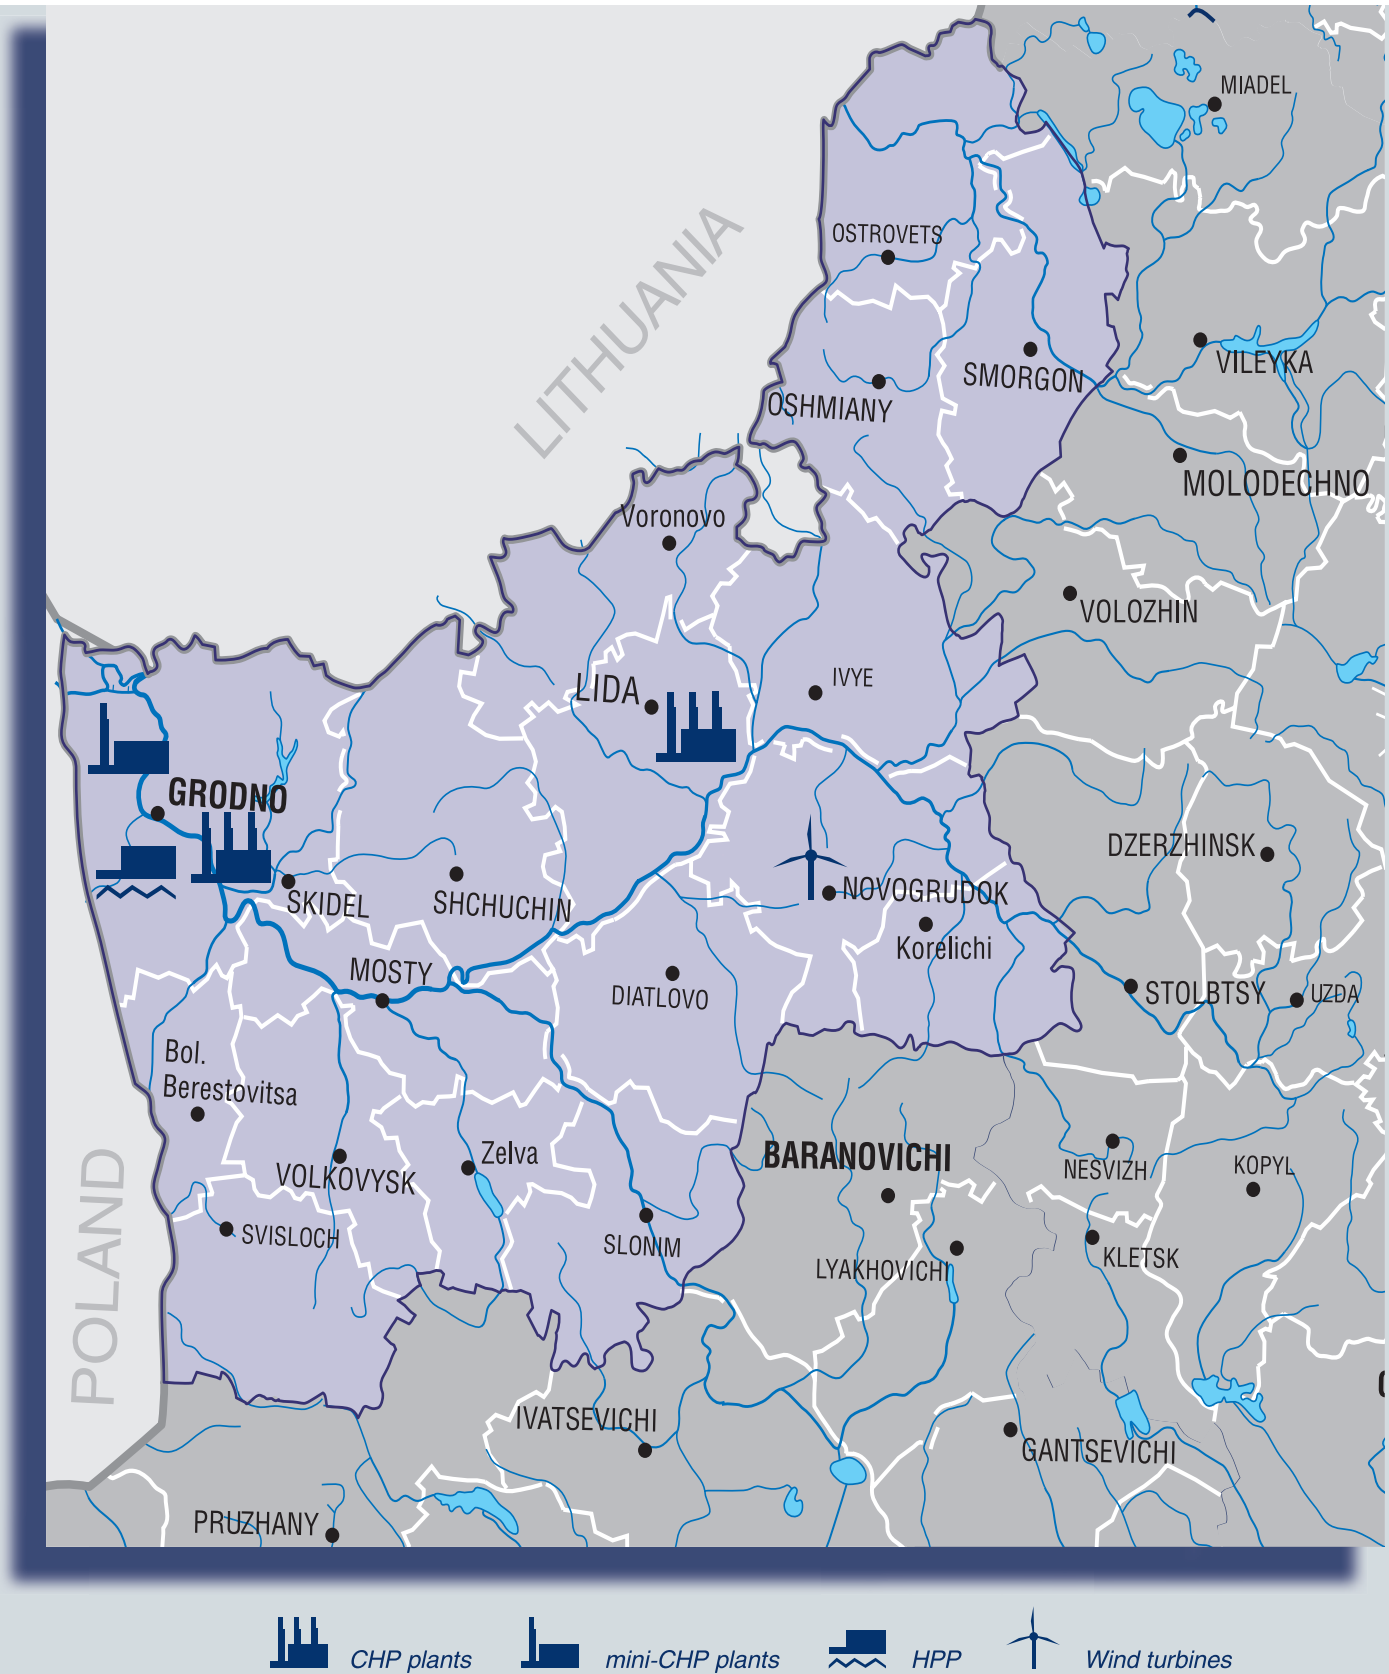 MIADEL
OSTROVETS
LITHUANIA
VILEYKA
SMORGON
OSHMIANY
MOLODECHNO
Voronovo
VOLOZHIN
IVYE
LIDA
GRODNO
DZERZHINSK
NOVOGRUDOK
SKIDEL
SHCHUCHIN
Korelichi
MOSTY
DIATLOVO
STOLBTSY
UZDA
Bol.
Berestovitsa
Zelva
BARANOVICHI
NESVIZH
KOPYL
VOLKOVYSK
POLAND
SVISLOCH
SLONIM
KLETSK
LYAKHOVICHI
IVATSEVICHI
GANTSEVICHI
PRUZHANY
CHP plants
mini-CHP plants
HPP
Wind turbines